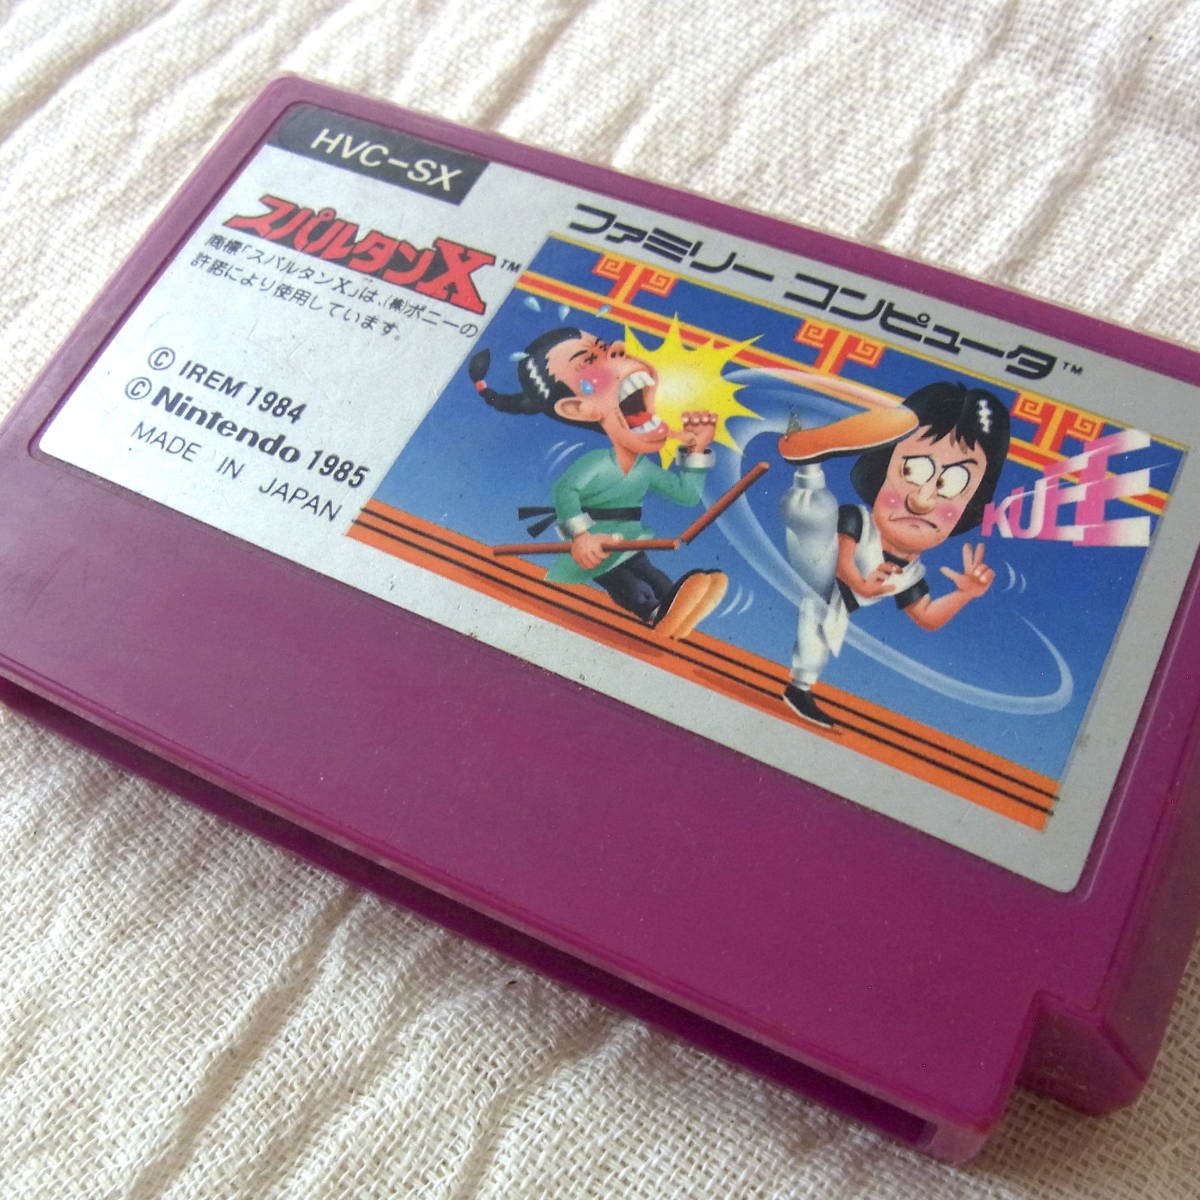 HVC-SX
スパルタンX™
商標「スパルタンX」は、(株)ポニーの
許諾により使用しています。
© IREM 1984
© Nintendo 1985
MADE IN JAPAN
ファミリー コンピュータ™